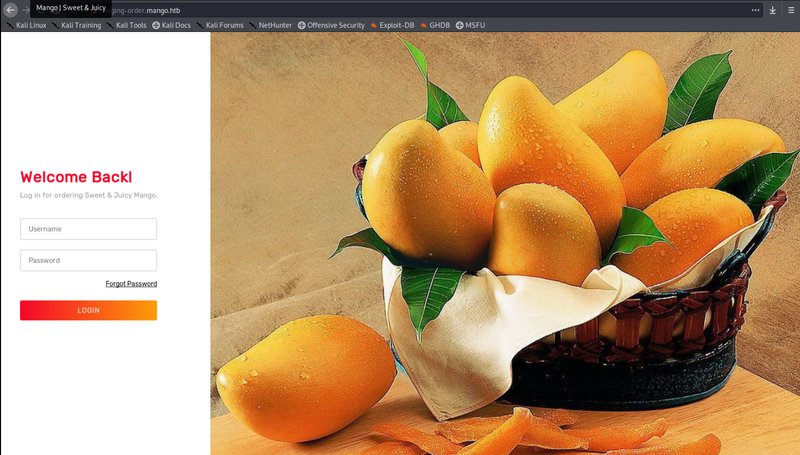 Mango | Sweet & Juicy
ging-order.mango.htb
Kali Linux Kali Training Kali Tools Kali Docs Kali Forums NetHunter Offensive Security Exploit-DB GHDB MSFU
Welcome Back!
Log in for ordering Sweet & Juicy Mango.
Username
Password
Forgot Password
LOGIN